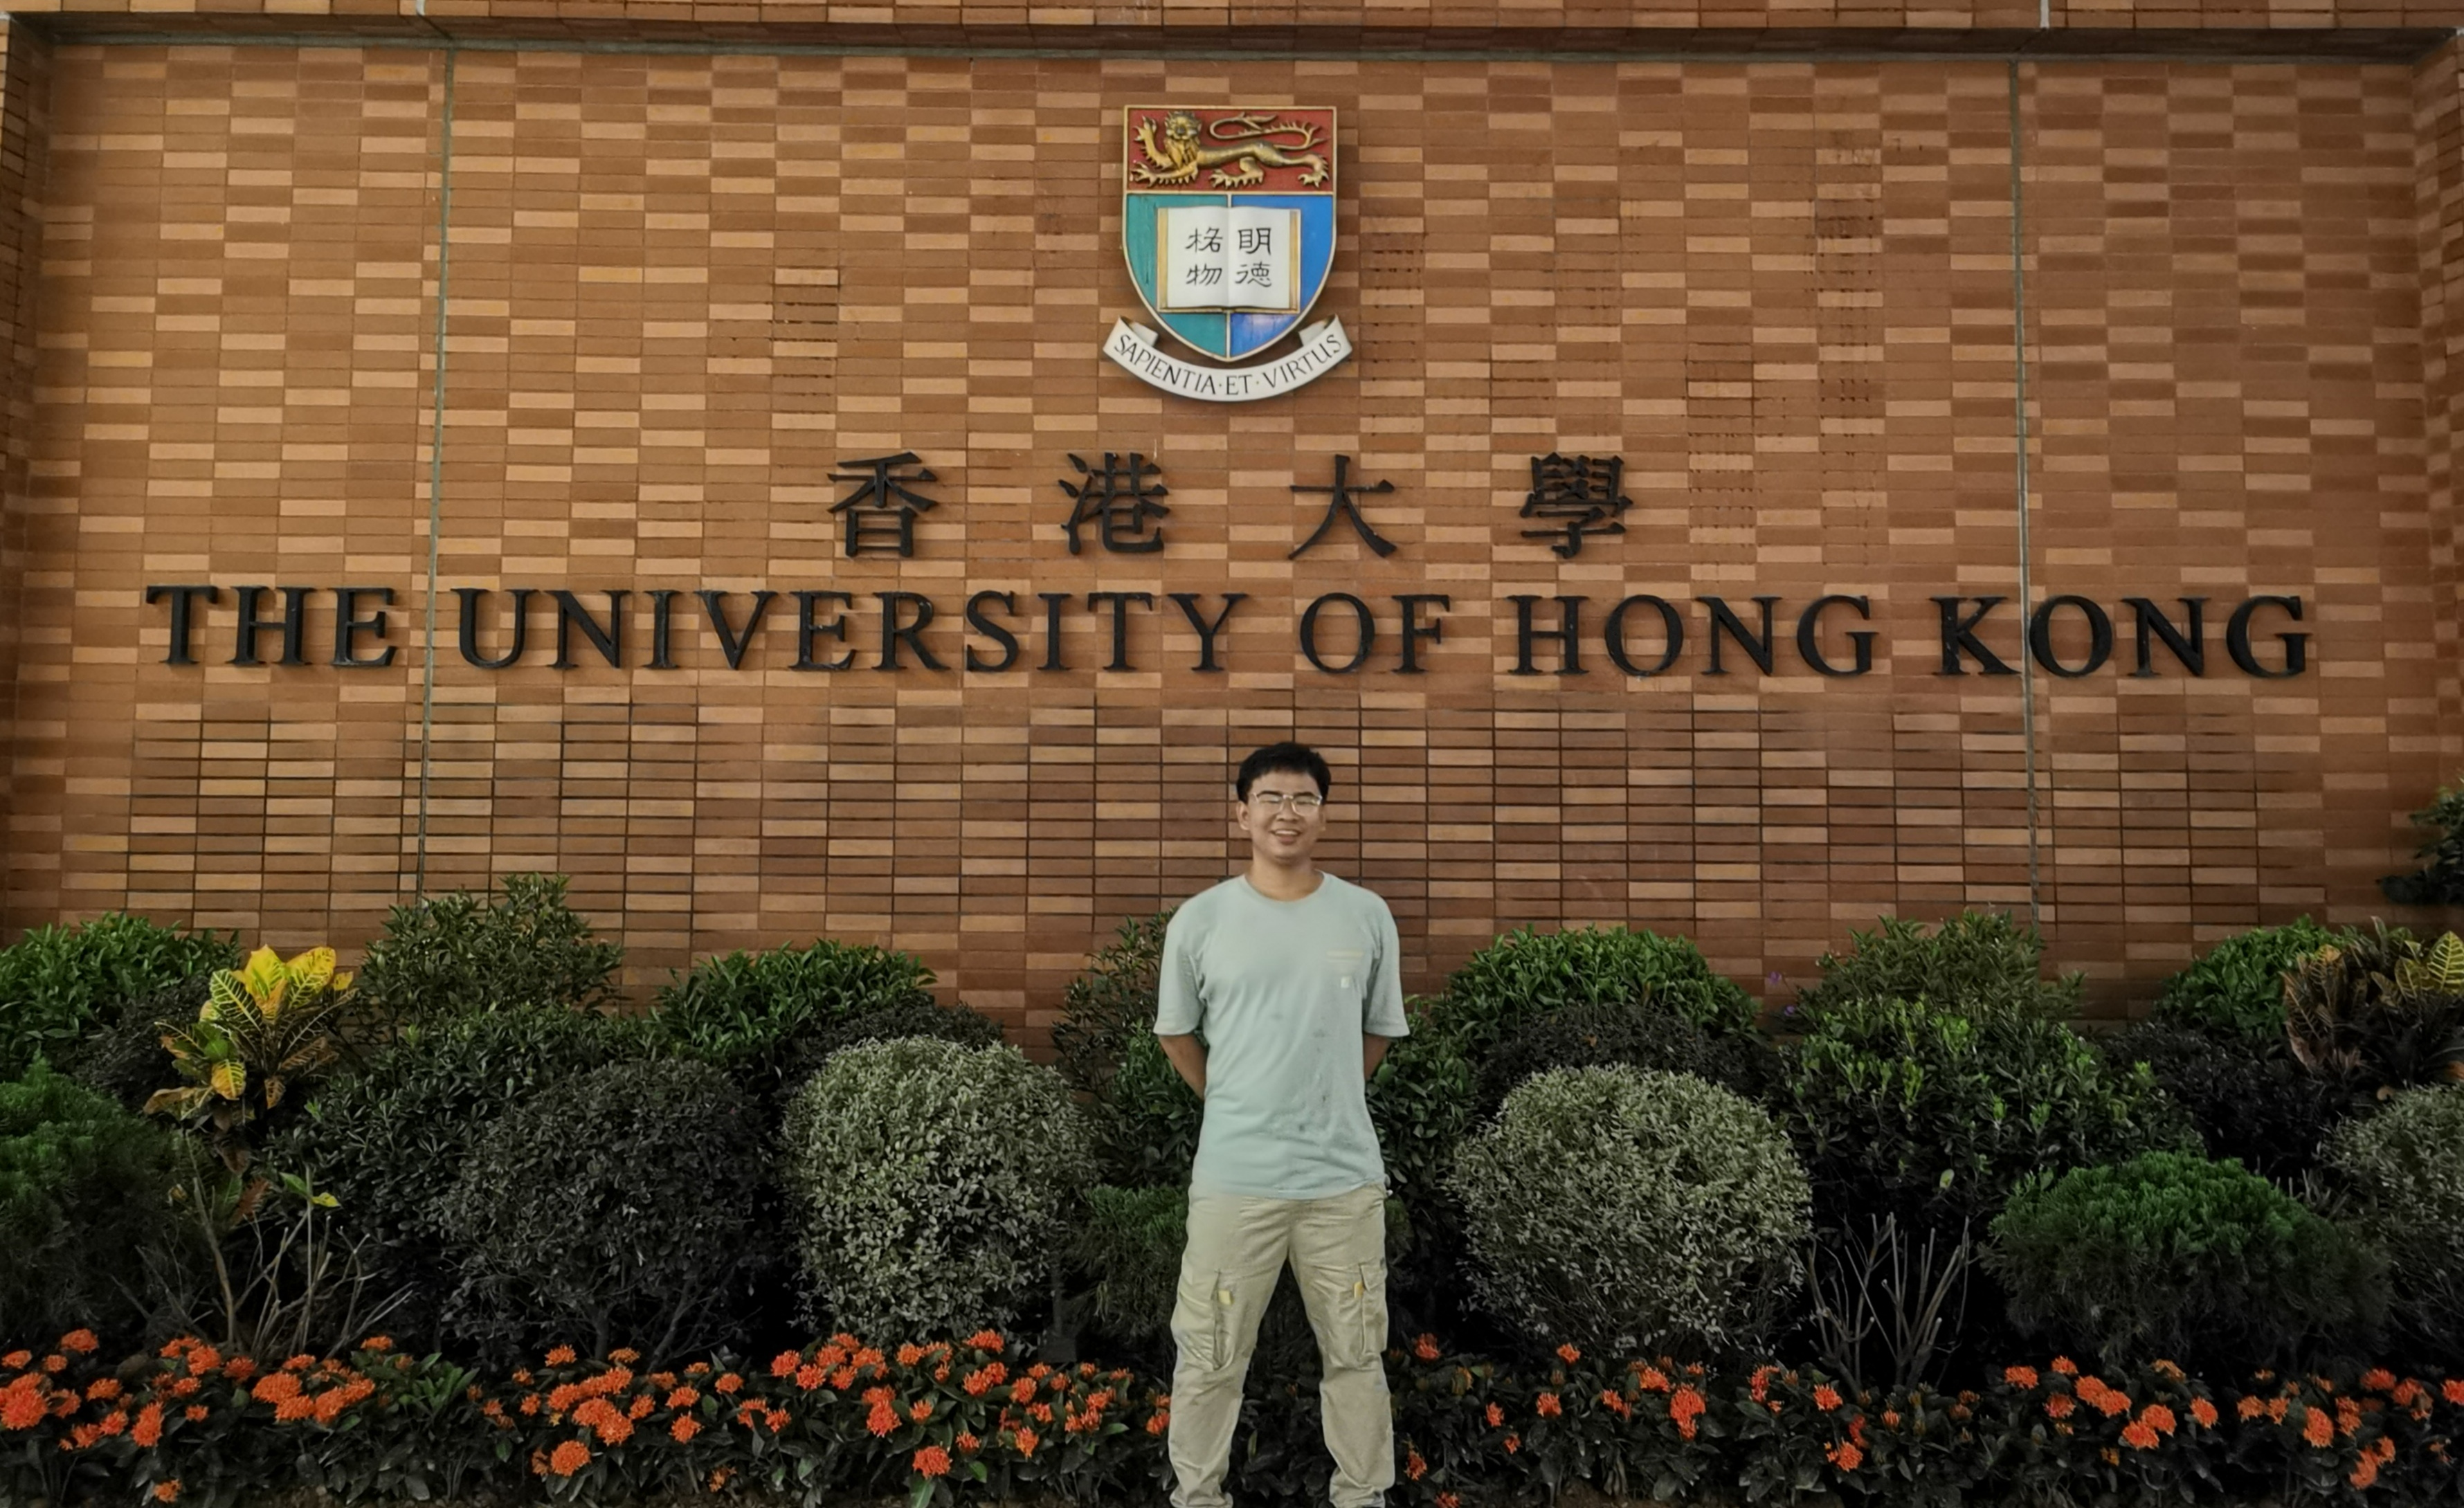 明德
格物
SAPIENTIA·ET·VIRTUS
香港大學
THE UNIVERSITY OF HONG KONG